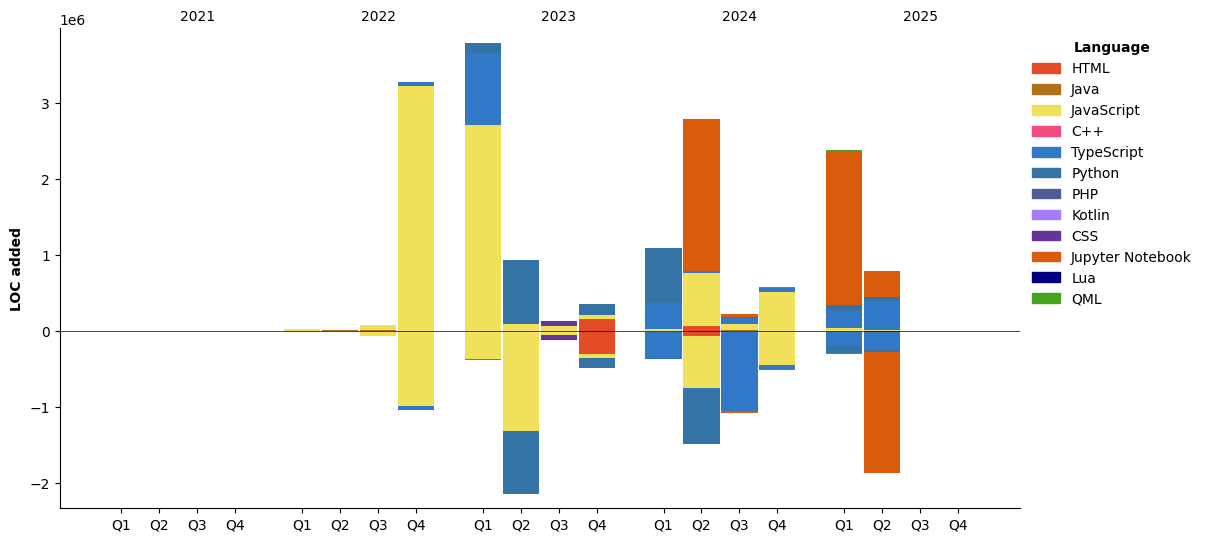 1e6
2021 2022 2023 2024 2025
LOC added
3
2
1
0
−1
−2
Q1 Q2 Q3 Q4 Q1 Q2 Q3 Q4 Q1 Q2 Q3 Q4 Q1 Q2 Q3 Q4 Q1 Q2 Q3 Q4
Language
HTML
Java
JavaScript
C++
TypeScript
Python
PHP
Kotlin
CSS
Jupyter Notebook
Lua
QML